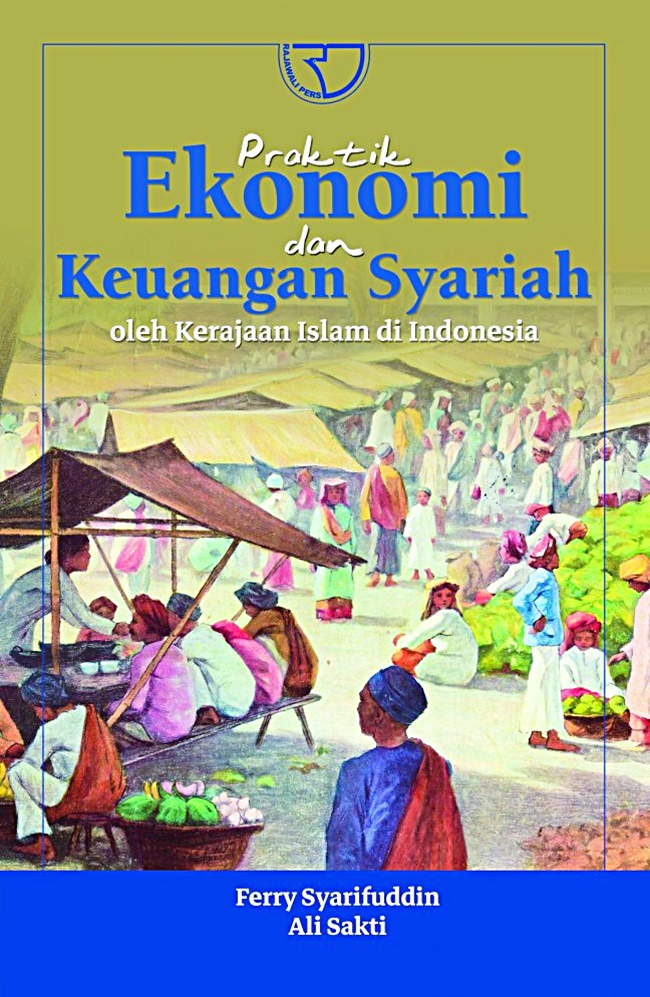 RAJAWALI PERS
Praktik
Ekonomi
dan
Keuangan Syariah
oleh Kerajaan Islam di Indonesia
Ferry Syarifuddin
Ali Sakti